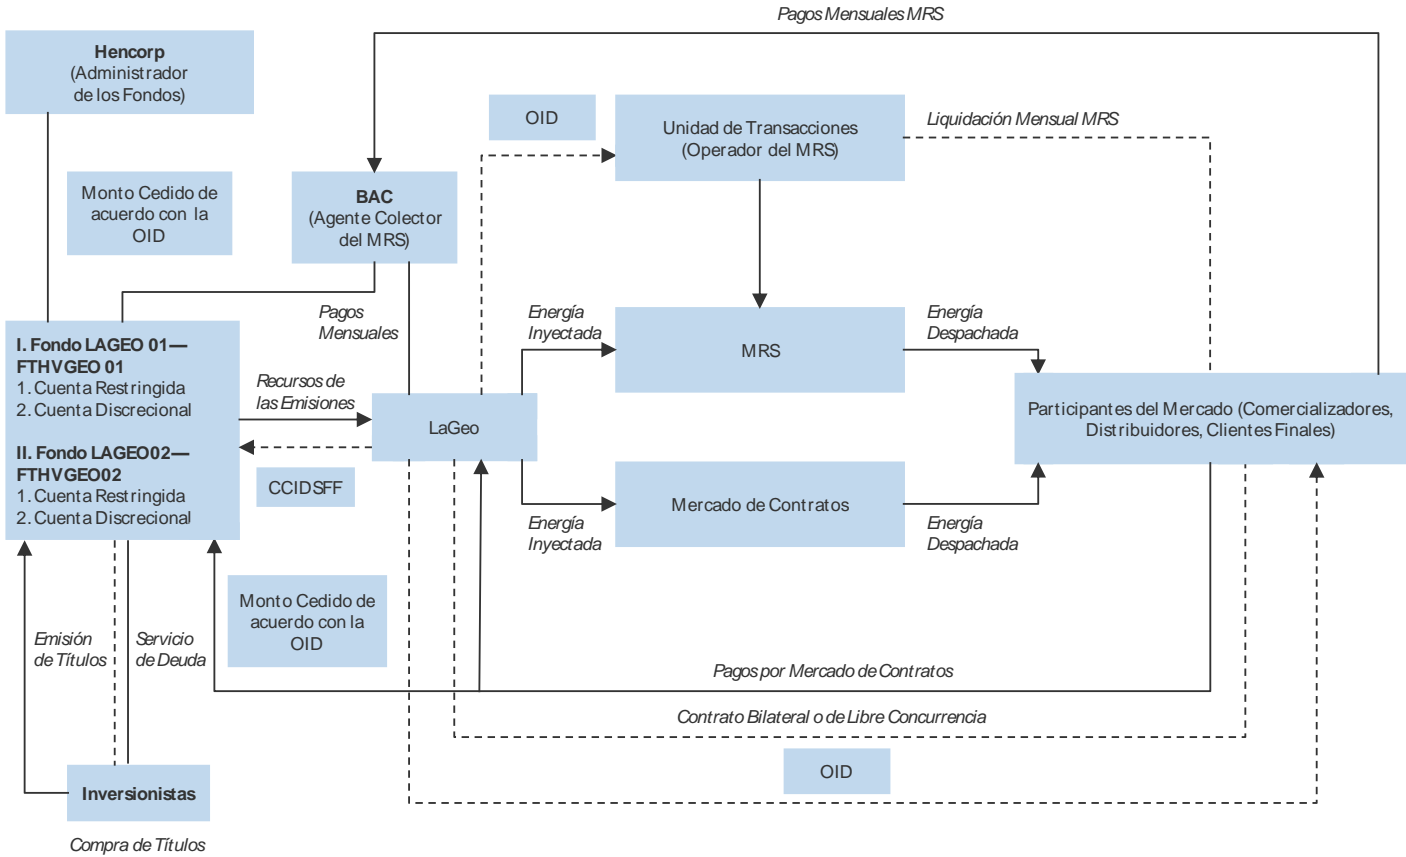 Pagos Mensuales MRS
Hencorp
(Administrador
de los Fondos)
OID
Unidad de Transacciones
(Operador del MRS)
Liquidación Mensual MRS
Monto Cedido de
acuerdo con la
OID
BAC
(Agente Colector
del MRS)
Pagos
Mensuales
Energía
Inyectada
MRS
Energía
Despachada
I. Fondo LAGEO 01—
FTHVGEO 01
1. Cuenta Restringida
2. Cuenta Discrecional
II. Fondo LAGEO02—
FTHVGEO02
1. Cuenta Restringida
2. Cuenta Discrecional
Recursos de
las Emisiones
LaGeo
CCIDSFF
Participantes del Mercado (Comercializadores,
Distribuidores, Clientes Finales)
Mercado de Contratos
Energía
Inyectada
Energía
Despachada
Monto Cedido de
acuerdo con la
OID
Emisión
de Títulos
Servicio
de Deuda
Pagos por Mercado de Contratos
Contrato Bilateral o de Libre Concurrencia
OID
Inversionistas
Compra de Títulos